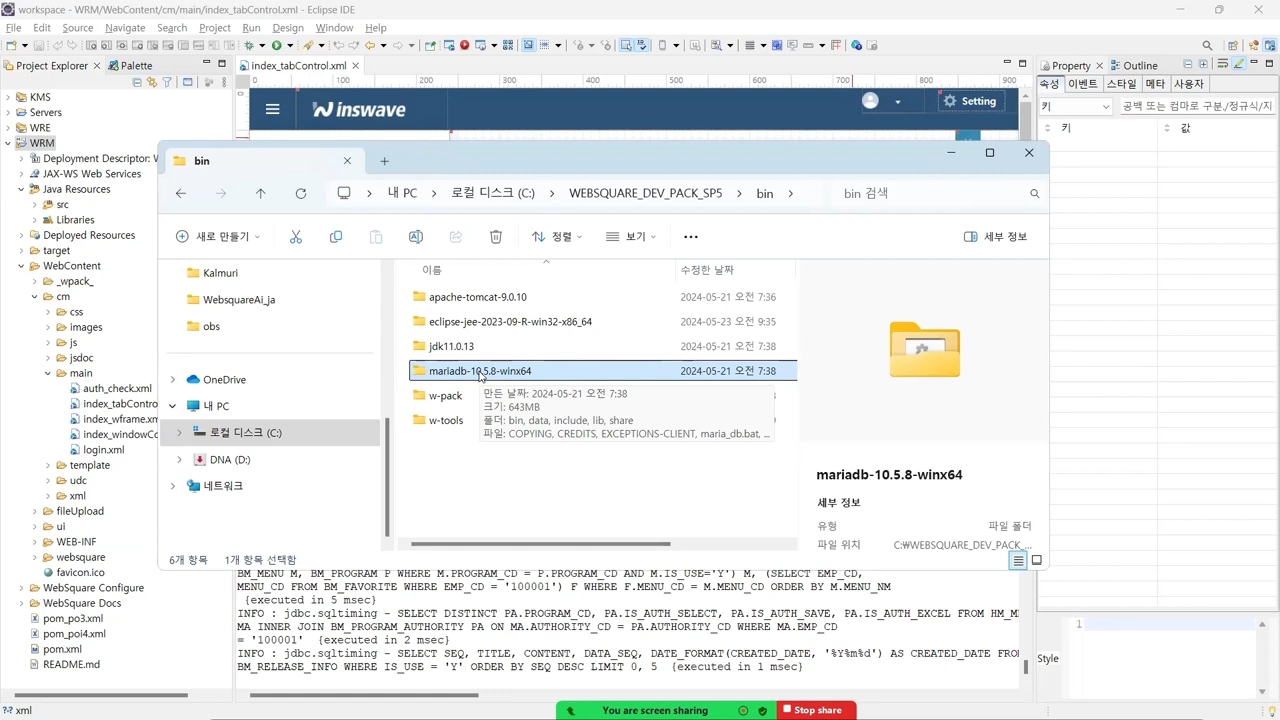 workspace - WRM/WebContent/cm/main/index_tabControl.xml - Eclipse IDE
File Edit Source Navigate Search Project Run Design Window Help
Project Explorer
Palette
index_tabControl.xml
Property
Outline
0 100 200 300 400 500 600 700 800 900
속성 이벤트 스타일 메타 사용자
키
공백 또는 컴마로 구분,/정규식/지
키
값
KMS
Servers
WRE
WRM
Deployment Descriptor: W
JAX-WS Web Services
Java Resources
src
Libraries
Deployed Resources
target
WebContent
_wpack_
cm
css
images
js
jsdoc
main
auth_check.xml
index_tabContro
index_wframe.xm
index_windowCo
login.xml
template
udc
xml
fileUpload
ui
WEB-INF
websquare
favicon.ico
WebSquare Configure
WebSquare Docs
pom_po3.xml
pom_poi4.xml
pom.xml
README.md
xml
inswave
Setting
bin
내 PC
로컬 디스크 (C:)
WEBSQUARE_DEV_PACK_SP5
bin
bin 검색
새로 만들기
정렬
보기
세부 정보
Kalmuri
WebsquareAi_ja
obs
OneDrive
내 PC
로컬 디스크 (C:)
DNA (D:)
네트워크
이름
수정한 날짜
apache-tomcat-9.0.10 2024-05-21 오전 7:36
eclipse-jee-2023-09-R-win32-x86_64 2024-05-23 오전 9:35
jdk11.0.13 2024-05-21 오전 7:38
mariadb-10.5.8-winx64 2024-05-21 오전 7:38
w-pack
w-tools
만든 날짜: 2024-05-21 오전 7:38
크기: 643MB
폴더: bin, data, include, lib, share
파일: COPYING, CREDITS, EXCEPTIONS-CLIENT, maria_db.bat, ...
mariadb-10.5.8-winx64
세부 정보
유형 파일 폴더
파일 위치 C:₩WEBSQUARE_DEV_PACK_...
6개 항목 1개 항목 선택함
BM_MENU M, BM_PROGRAM P WHERE M.PROGRAM_CD = P.PROGRAM_CD AND M.IS_USE='Y') M, (SELECT EMP_CD,
MENU_CD FROM BM_FAVORITE WHERE EMP_CD = '100001') F WHERE F.MENU_CD = M.MENU_CD ORDER BY M.MENU_NM
{executed in 5 msec}
INFO : jdbc.sqltiming - SELECT DISTINCT PA.PROGRAM_CD, PA.IS_AUTH_SELECT, PA.IS_AUTH_SAVE, PA.IS_AUTH_EXCEL FROM HM_M
MA INNER JOIN BM_PROGRAM_AUTHORITY PA ON MA.AUTHORITY_CD = PA.AUTHORITY_CD WHERE MA.EMP_CD
= '100001' {executed in 2 msec}
INFO : jdbc.sqltiming - SELECT SEQ, TITLE, CONTENT, DATA_SEQ, DATE_FORMAT(CREATED_DATE, '%Y%m%d') AS CREATED_DATE FRO
BM_RELEASE_INFO WHERE IS_USE = 'Y' ORDER BY SEQ DESC LIMIT 0, 5 {executed in 1 msec}
Style
1
You are screen sharing
Stop share